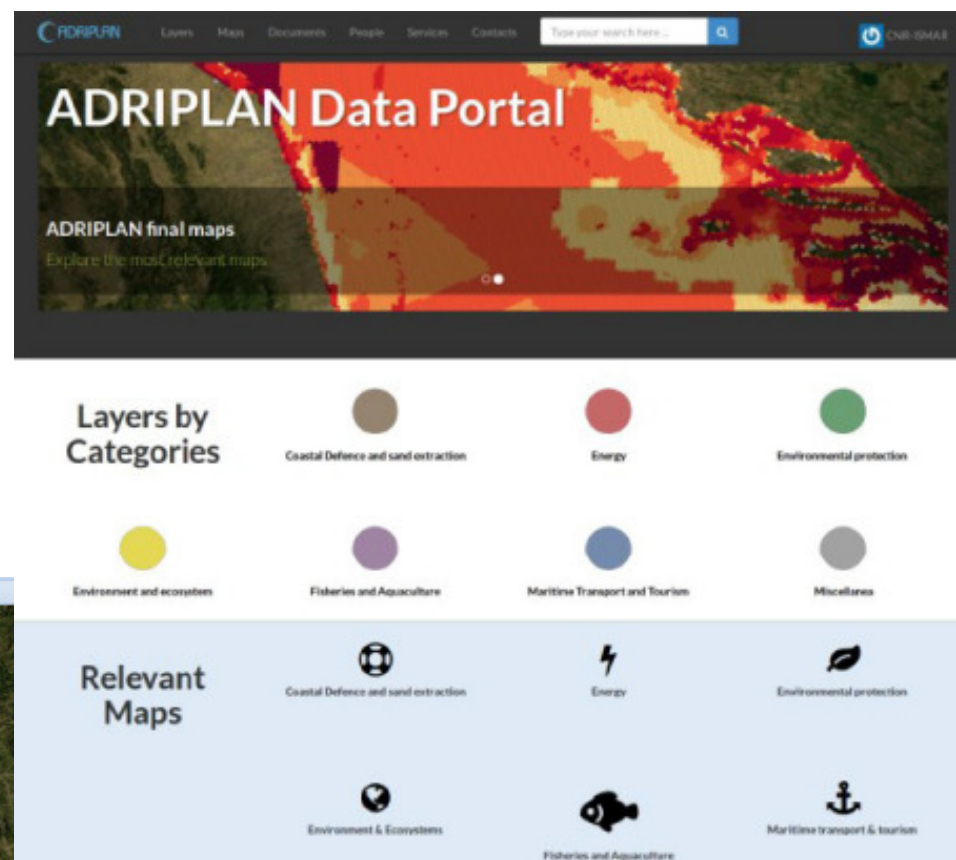 ADRIPLAN Layers Maps Documents People Services Contacts Type your search here ... CNR-ISMAR
ADRIPLAN Data Portal
ADRIPLAN final maps
Explore the most relevant maps
Layers by
Categories
Coastal Defence and sand extraction
Energy
Environmental protection
Environment and ecosystem
Fisheries and Aquaculture
Maritime Transport and Tourism
Miscellanea
Relevant
Maps
Coastal Defence and sand extraction
Energy
Environmental protection
Environment & Ecosystems
Fisheries and Aquaculture
Maritime transport & tourism